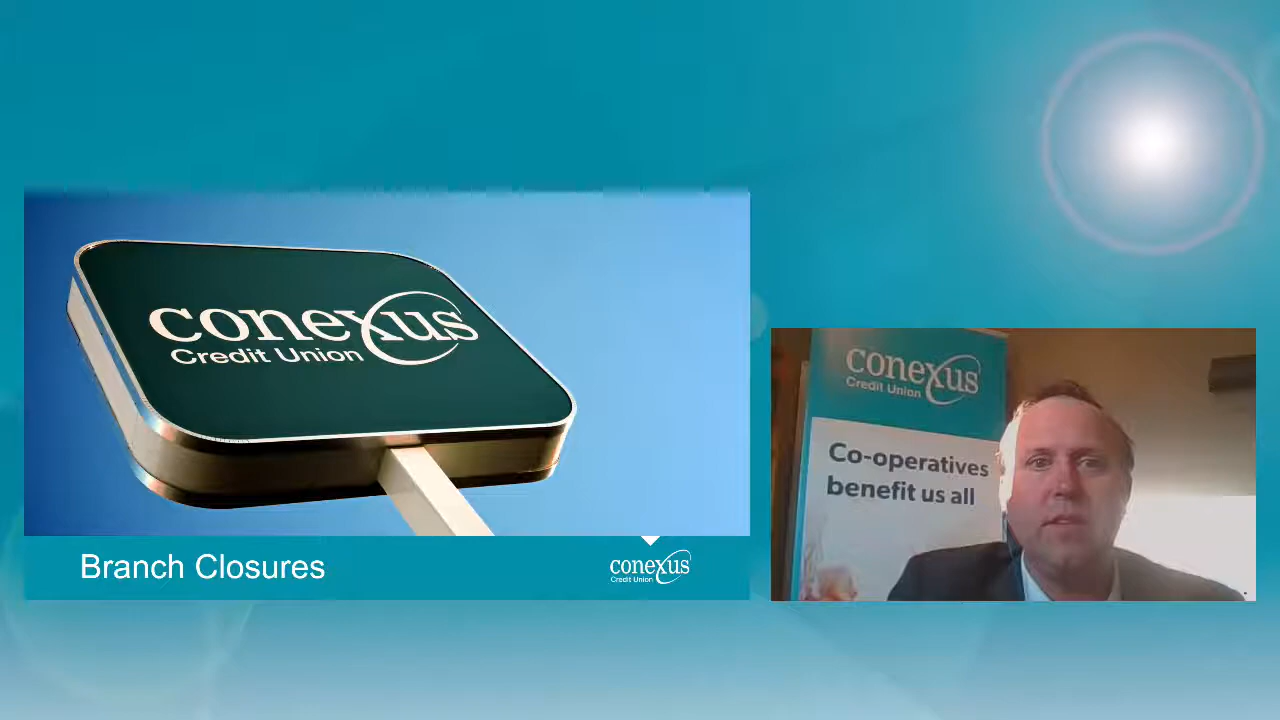 conexus
Credit Union
Branch Closures
conexus
Credit Union
conexus
Credit Union
Co-operatives
benefit us all